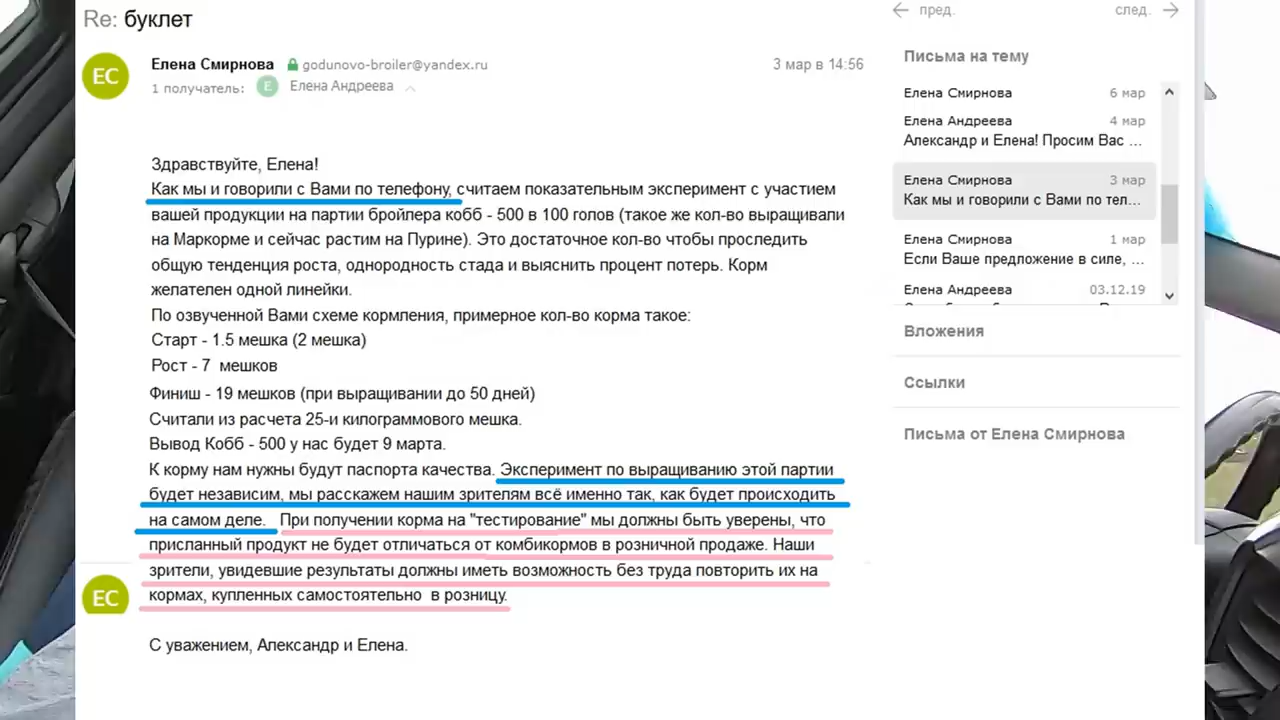 Re: буклет
ЕС
Елена Смирнова godunovo-broiler@yandex.ru
3 мар в 14:56
1 получатель: Е Елена Андреева
Здравствуйте, Елена!
Как мы и говорили с Вами по телефону, считаем показательным эксперимент с участием
вашей продукции на партии бройлера кобб - 500 в 100 голов (такое же кол-во выращивали
на Маркорме и сейчас растим на Пурине). Это достаточное кол-во чтобы проследить
общую тенденция роста, однородность стада и выяснить процент потерь. Корм
желателен одной линейки.
По озвученной Вами схеме кормления, примерное кол-во корма такое:
Старт - 1.5 мешка (2 мешка)
Рост - 7 мешков
Финиш - 19 мешков (при выращивании до 50 дней)
Считали из расчета 25-и килограммового мешка.
Вывод Кобб - 500 у нас будет 9 марта.
К корму нам нужны будут паспорта качества. Эксперимент по выращиванию этой партии
будет независим, мы расскажем нашим зрителям всё именно так, как будет происходить
на самом деле. При получении корма на "тестирование" мы должны быть уверены, что
присланный продукт не будет отличаться от комбикормов в розничной продаже. Наши
зрители, увидевшие результаты должны иметь возможность без труда повторить их на
кормах, купленных самостоятельно в розницу.
ЕС
С уважением, Александр и Елена.
пред. след.
Письма на тему
Елена Смирнова 6 мар
Елена Андреева 4 мар
Александр и Елена! Просим Вас ...
Елена Смирнова 3 мар
Как мы и говорили с Вами по тел...
Елена Смирнова 1 мар
Если Ваше предложение в силе, ...
Елена Андреева 03.12.19
Вложения
Ссылки
Письма от Елена Смирнова